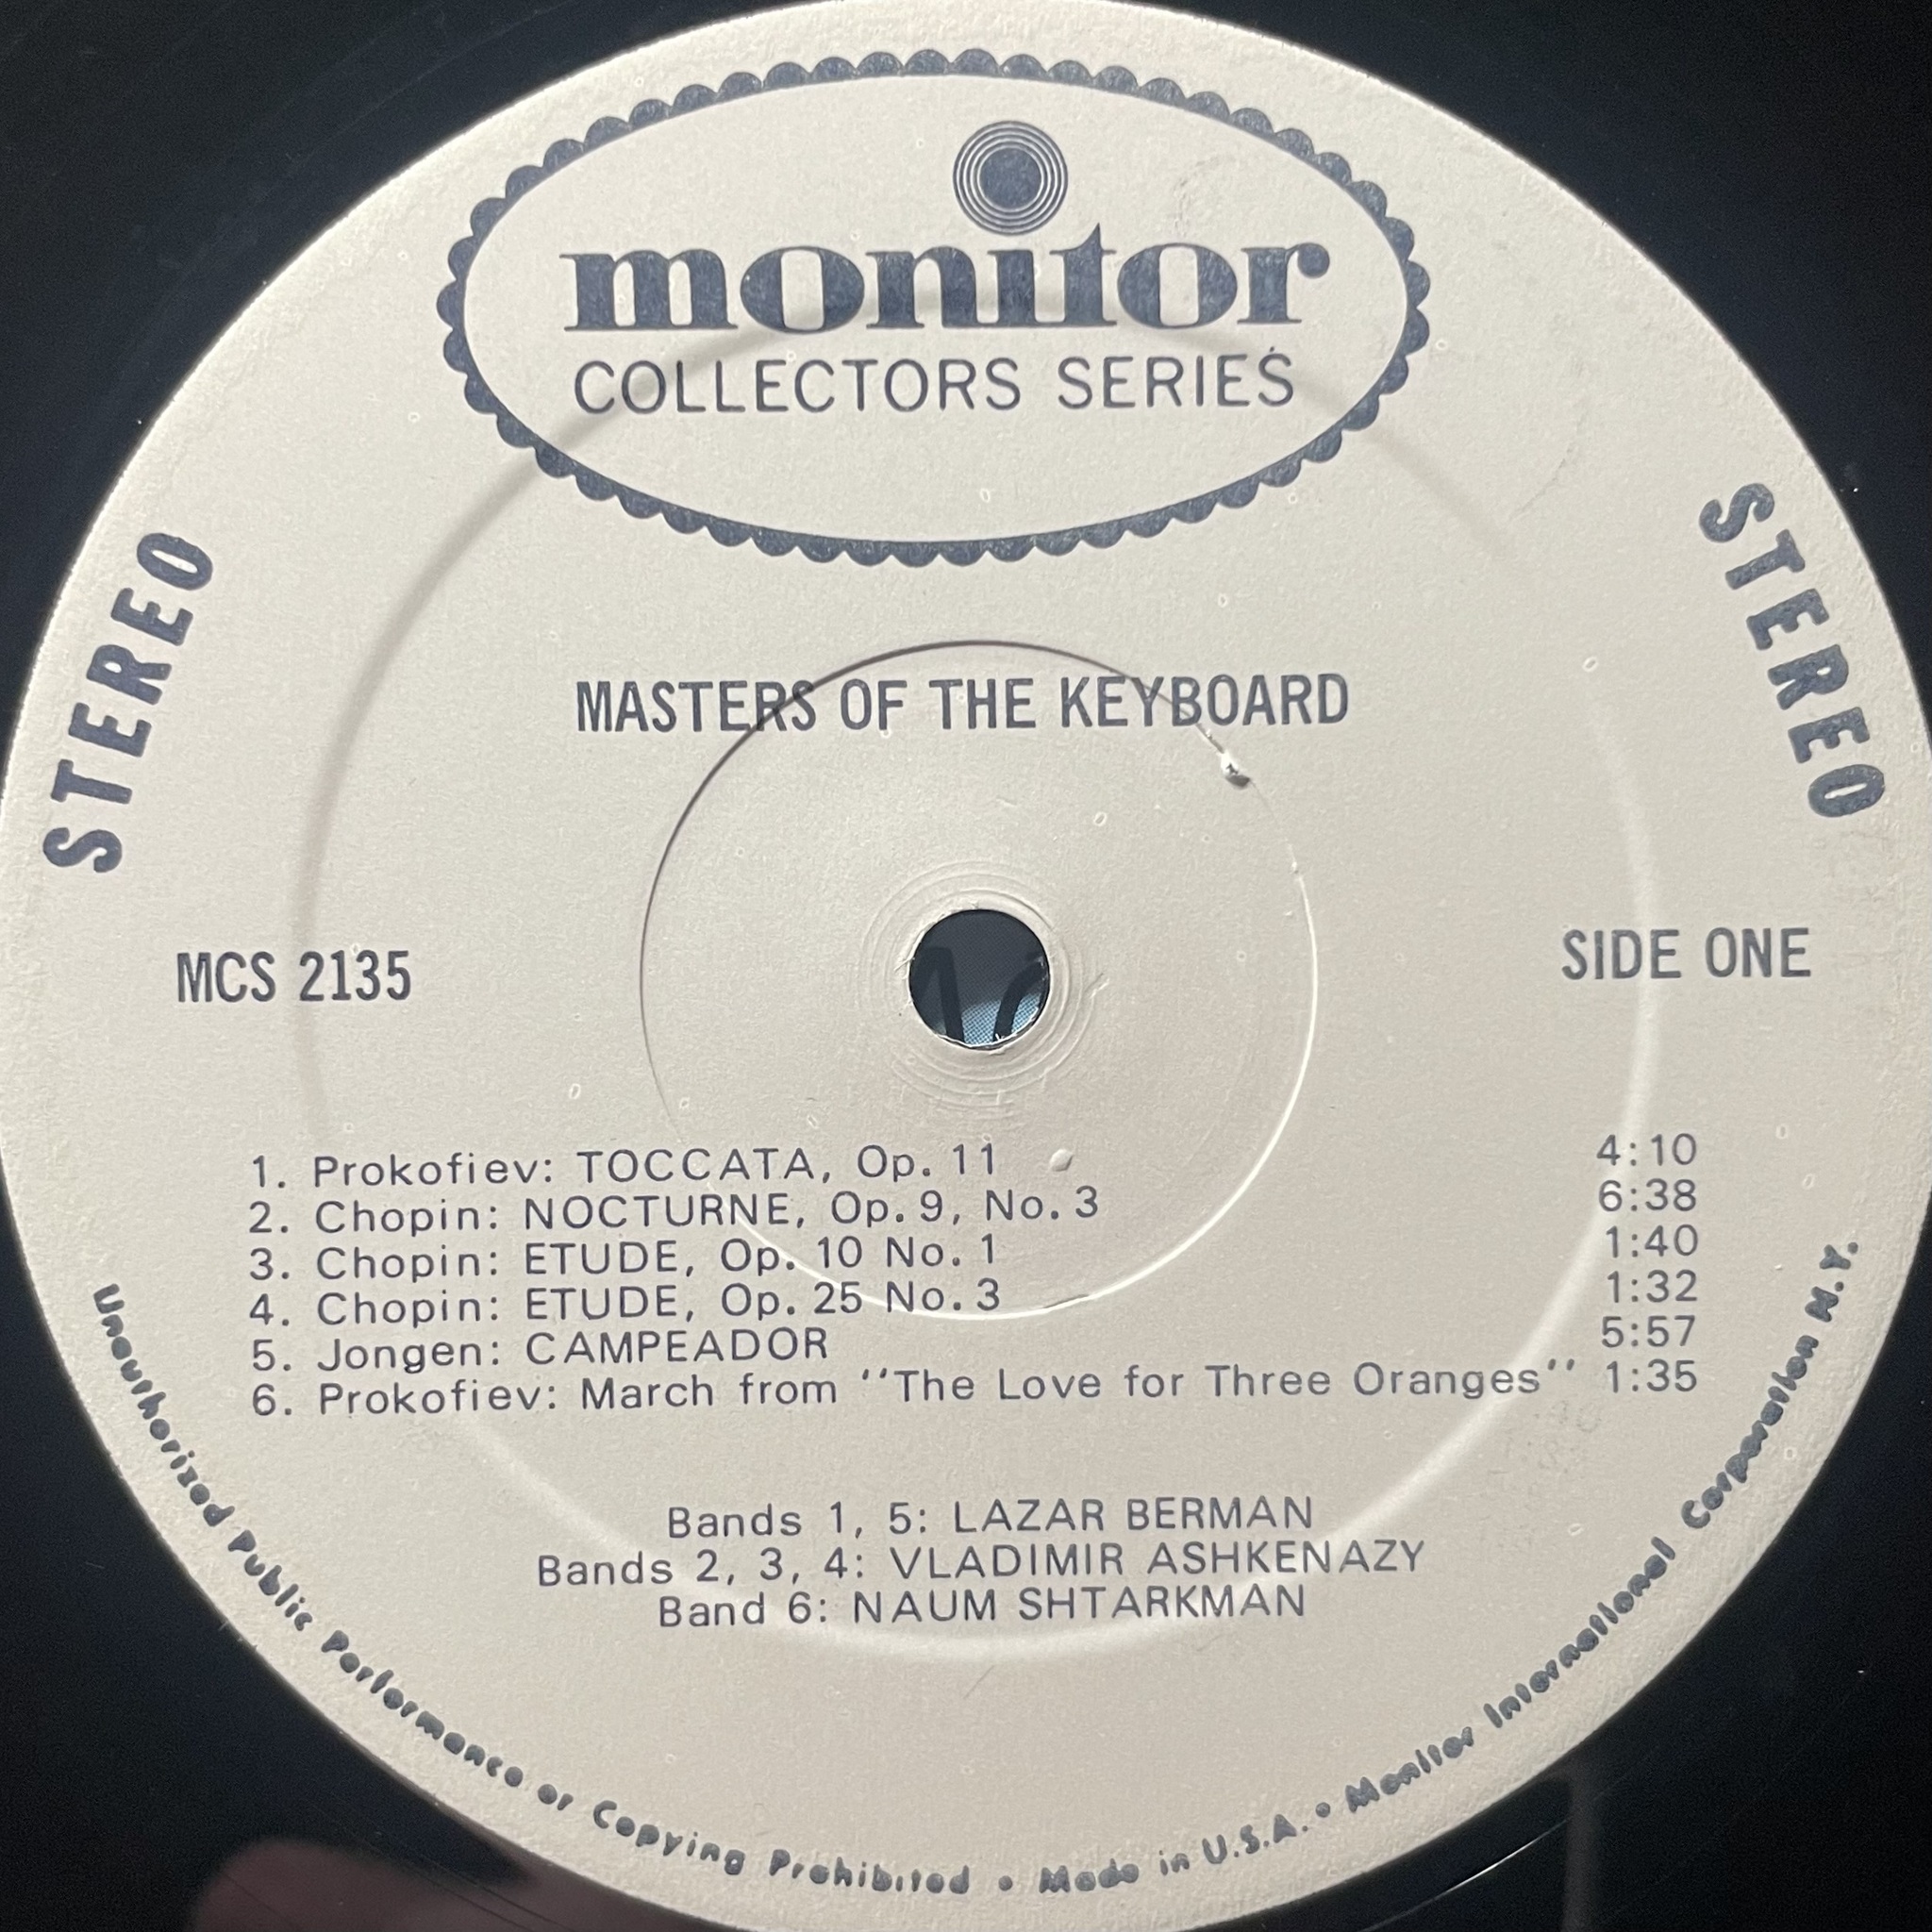 monitor
COLLECTORS SERIES
STEREO
STEREO
MASTERS OF THE KEYBOARD
MCS 2135
SIDE ONE
1. Prokofiev: TOCCATA, Op. 11 4:10
2. Chopin: NOCTURNE, Op. 9, No. 3 6:38
3. Chopin: ETUDE, Op. 10 No. 1 1:40
4. Chopin: ETUDE, Op. 25 No. 3 1:32
5. Jongen: CAMPEADOR 5:57
6. Prokofiev: March from ''The Love for Three Oranges'' 1:35
Bands 1, 5: LAZAR BERMAN
Bands 2, 3, 4: VLADIMIR ASHKENAZY
Band 6: NAUM SHTARKMAN
Unauthorized Public Performance or Copying Prohibited • Made in U.S.A. • Monitor International Corporation N.Y.